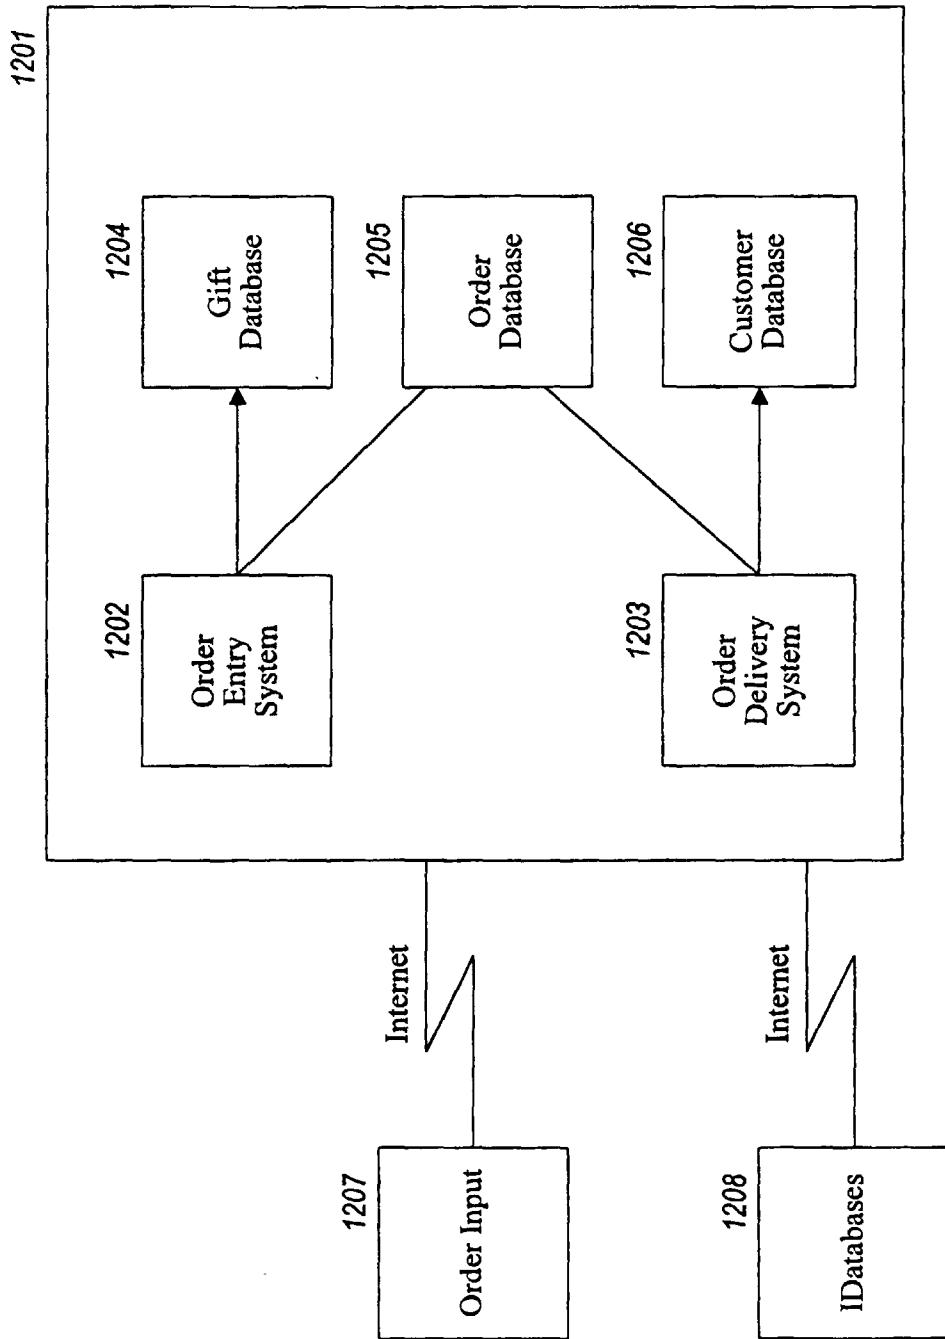 1201
1202
Order
Entry
System
1204
Gift
Database
1205
Order
Database
1203
Order
Delivery
System
1206
Customer
Database
1207
Order Input
Internet
1208
IDatabases
Internet